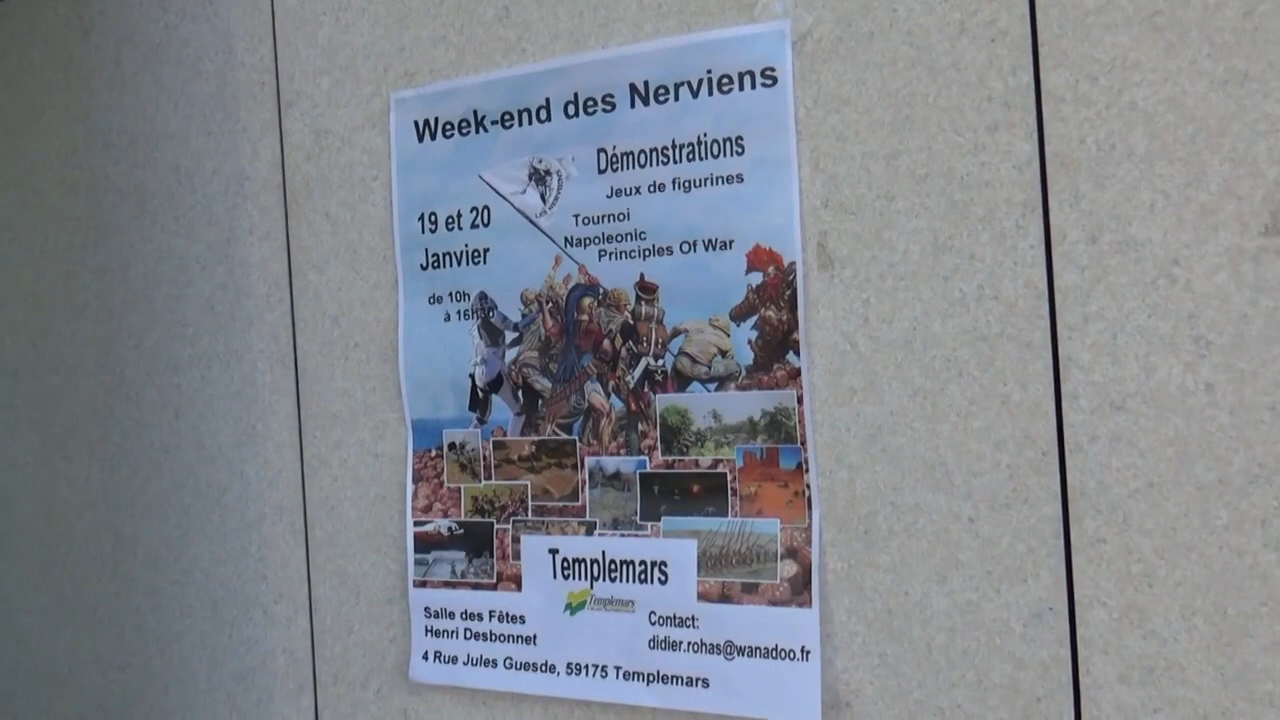 Week-end des Nerviens
Démonstrations
Jeux de figurines
19 et 20
Janvier
Tournoi
Napoleonic
Principles Of War
de 10h
à 16h30
Templemars
Templemars
Salle des Fêtes
Henri Desbonnet
Contact:
didier.rohas@wanadoo.fr
4 Rue Jules Guesde, 59175 Templemars